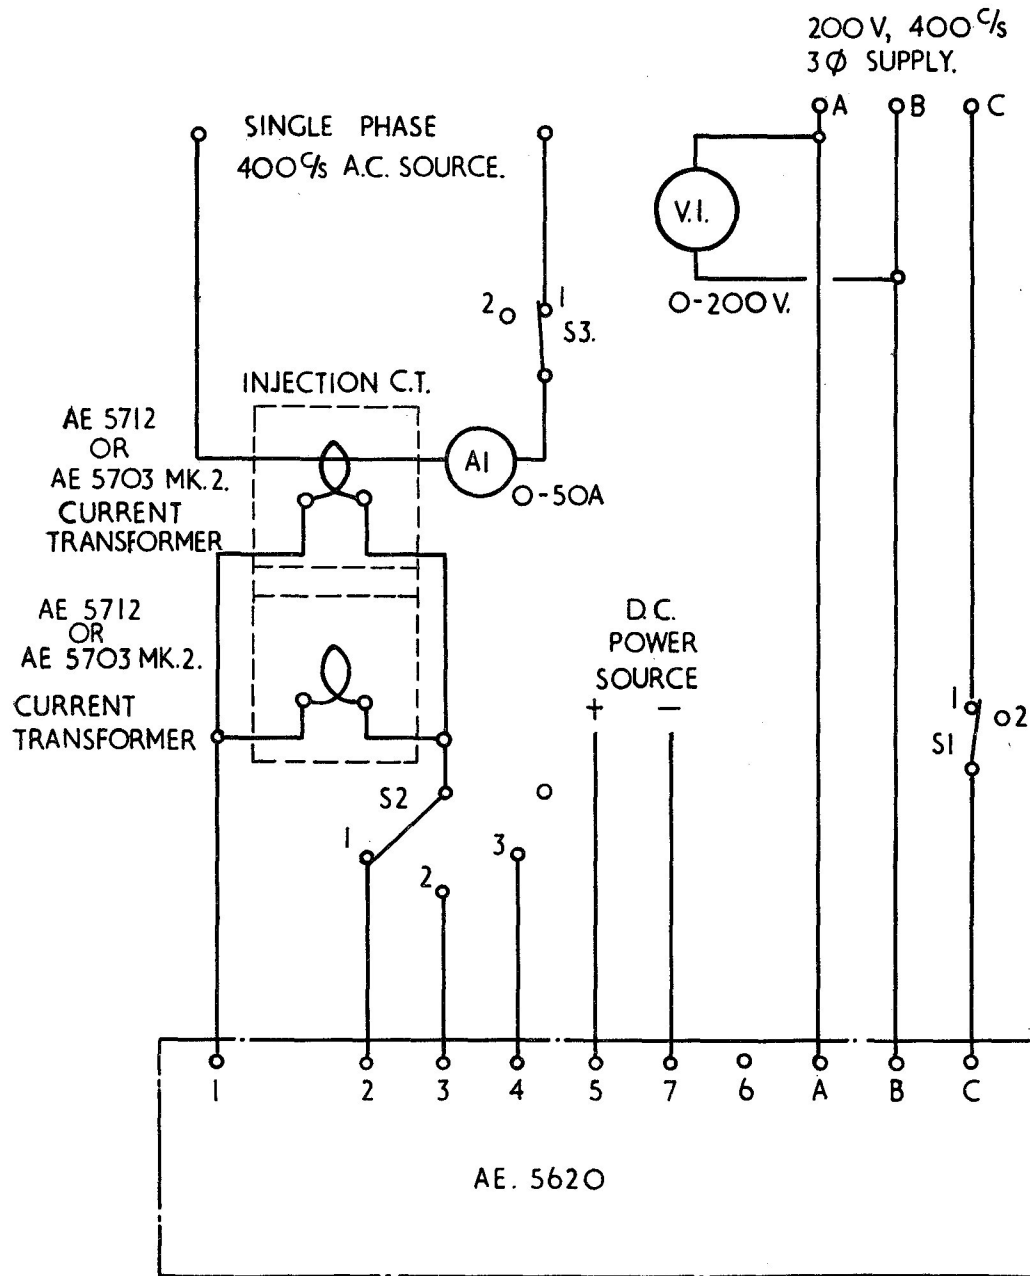 200 V, 400 C/s
3Ø SUPPLY.
A
B
C
SINGLE PHASE
400 C/s A.C. SOURCE.
V.1.
0-200 V.
2
1
S3.
INJECTION C.T.
AE 5712
OR
AE 5703 MK.2.
CURRENT
TRANSFORMER
A1
0-50A
AE 5712
OR
AE 5703 MK.2.
CURRENT
TRANSFORMER
D.C.
POWER
SOURCE
+
–
1
2
S1
S2
1
2
3
1
2
3
4
5
7
6
A
B
C
AE. 5620